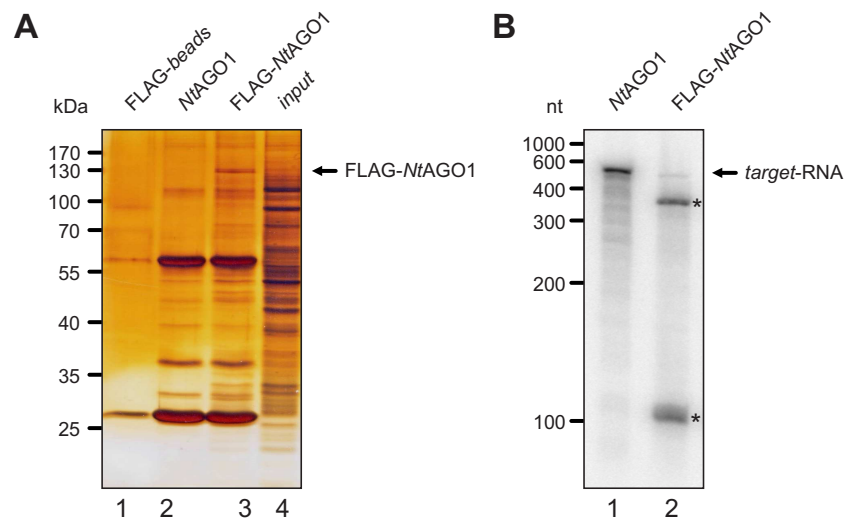 A
FLAG-beads
NtAGO1
FLAG-NtAGO1
input
kDa
170
130
100
70
55
40
35
25
FLAG-NtAGO1
1 2 3 4
B
NtAGO1
FLAG-NtAGO1
nt
1000
600
400
300
200
100
target-RNA
*
*
1 2